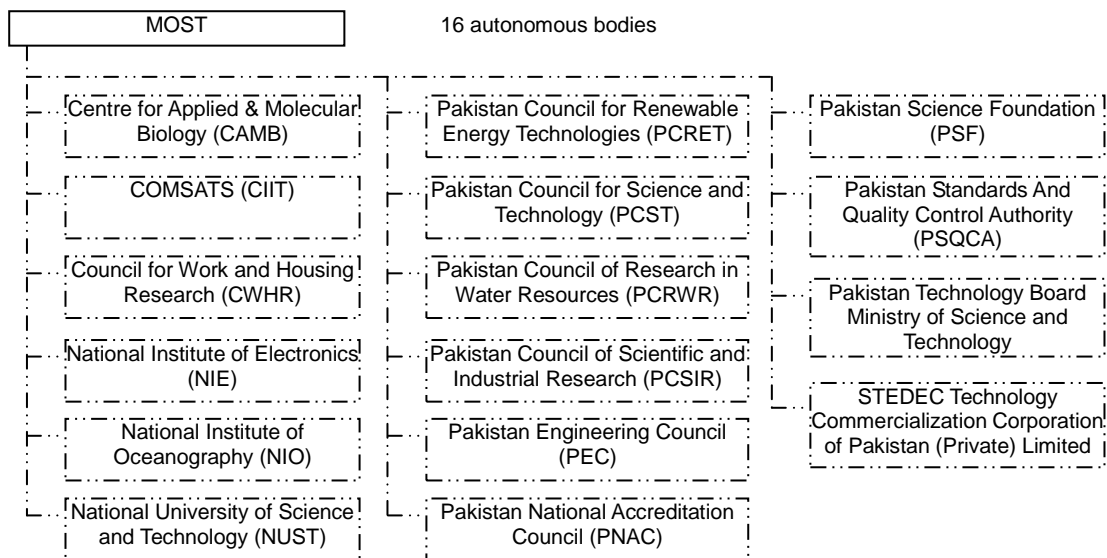 MOST
16 autonomous bodies
Centre for Applied & Molecular
Biology (CAMB)
COMSATS (CIIT)
Council for Work and Housing
Research (CWHR)
National Institute of Electronics
(NIE)
National Institute of
Oceanography (NIO)
National University of Science
and Technology (NUST)
Pakistan Council for Renewable
Energy Technologies (PCRET)
Pakistan Council for Science and
Technology (PCST)
Pakistan Council of Research in
Water Resources (PCRWR)
Pakistan Council of Scientific and
Industrial Research (PCSIR)
Pakistan Engineering Council
(PEC)
Pakistan National Accreditation
Council (PNAC)
Pakistan Science Foundation
(PSF)
Pakistan Standards And
Quality Control Authority
(PSQCA)
Pakistan Technology Board
Ministry of Science and
Technology
STEDEC Technology
Commercialization Corporation
of Pakistan (Private) Limited